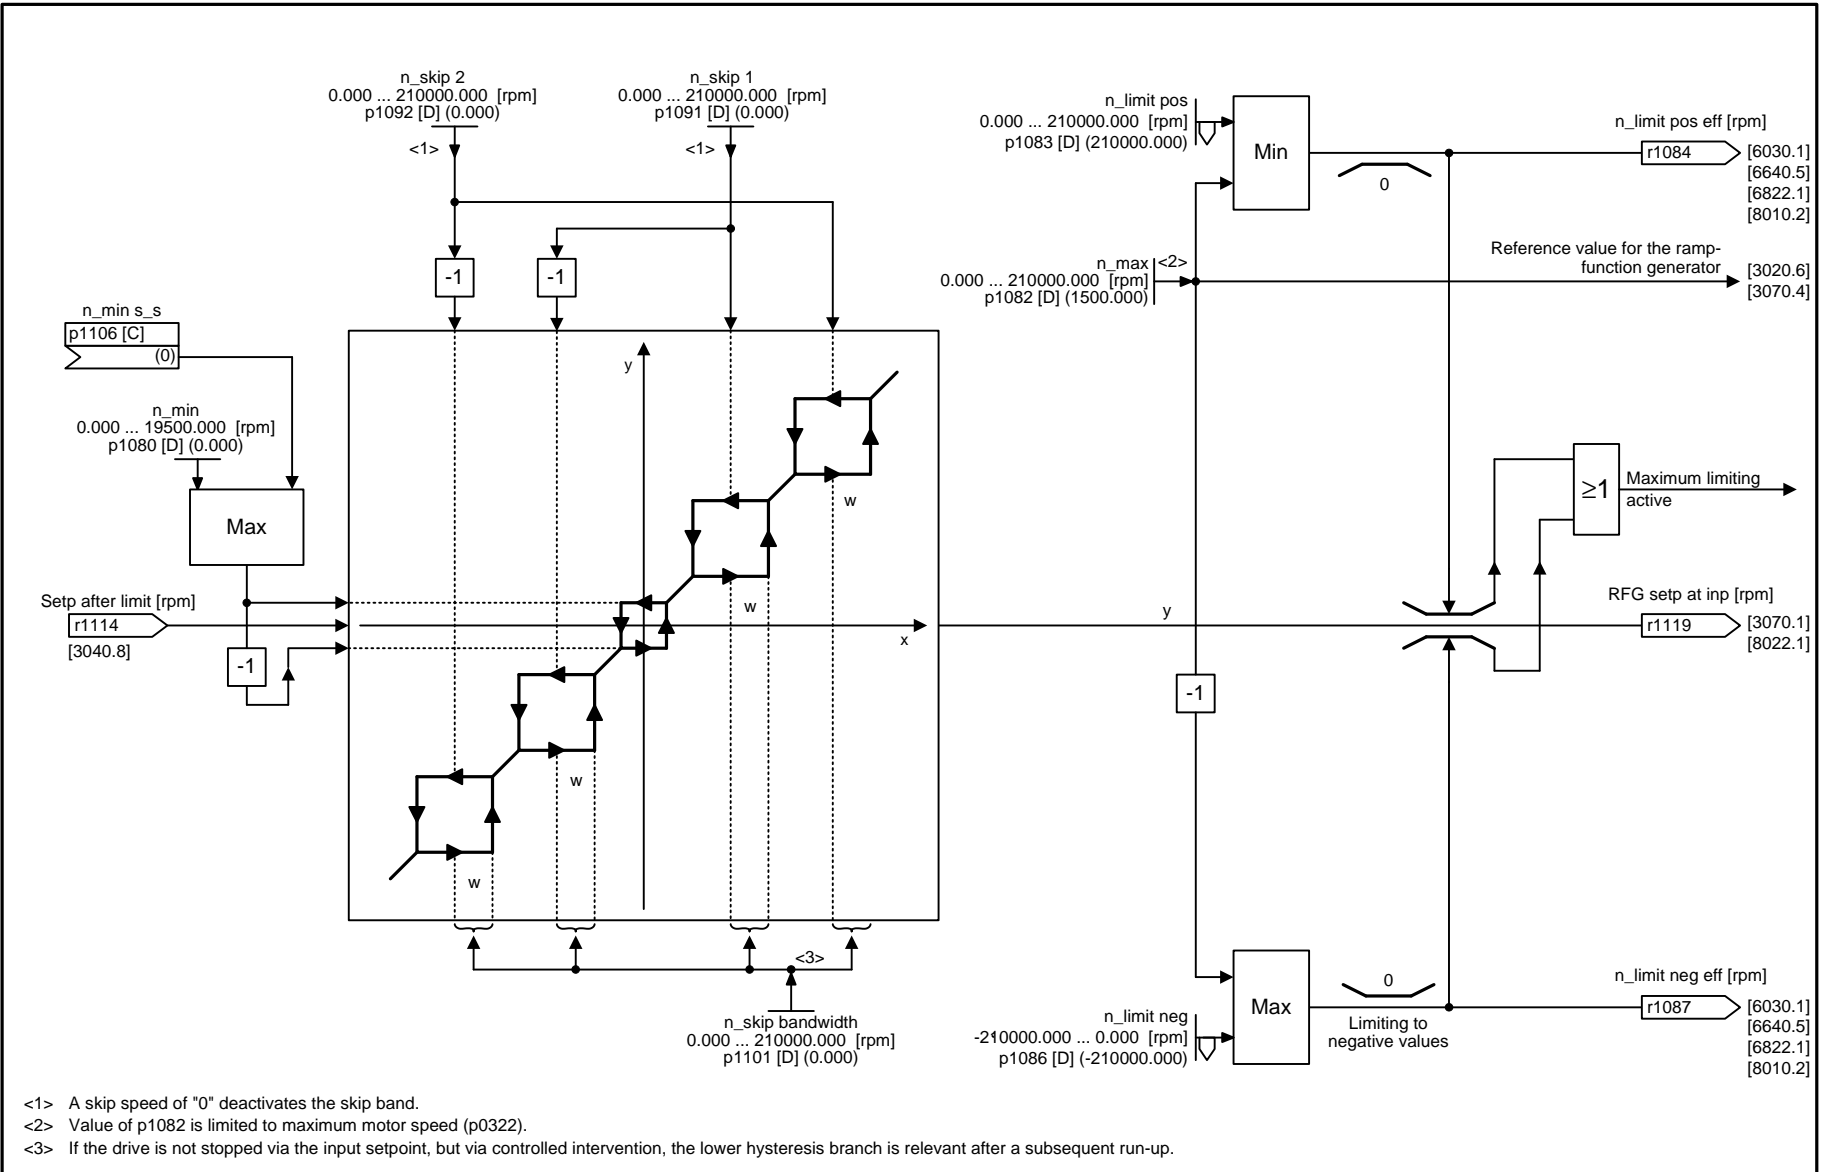 n_skip 2
0.000 ... 210000.000 [rpm]
p1092 [D] (0.000)
<1>
n_skip 1
0.000 ... 210000.000 [rpm]
p1091 [D] (0.000)
<1>
-1
-1
n_min s_s
p1106 [C]
(0)
n_min
0.000 ... 19500.000 [rpm]
p1080 [D] (0.000)
Max
Setp after limit [rpm]
r1114
[3040.8]
-1
y
x
w
w
w
w
<3>
n_skip bandwidth
0.000 ... 210000.000 [rpm]
p1101 [D] (0.000)
n_limit pos
0.000 ... 210000.000 [rpm]
p1083 [D] (210000.000)
Min
0
n_limit pos eff [rpm]
r1084
[6030.1]
[6640.5]
[6822.1]
[8010.2]
n_max
<2>
0.000 ... 210000.000 [rpm]
p1082 [D] (1500.000)
Reference value for the ramp-
function generator
[3020.6]
[3070.4]
≥1
Maximum limiting
active
y
RFG setp at inp [rpm]
r1119
[3070.1]
[8022.1]
-1
n_limit neg
-210000.000 ... 0.000 [rpm]
p1086 [D] (-210000.000)
Max
0
Limiting to
negative values
n_limit neg eff [rpm]
r1087
[6030.1]
[6640.5]
[6822.1]
[8010.2]
<1> A skip speed of "0" deactivates the skip band.
<2> Value of p1082 is limited to maximum motor speed (p0322).
<3> If the drive is not stopped via the input setpoint, but via controlled intervention, the lower hysteresis branch is relevant after a subsequent run-up.